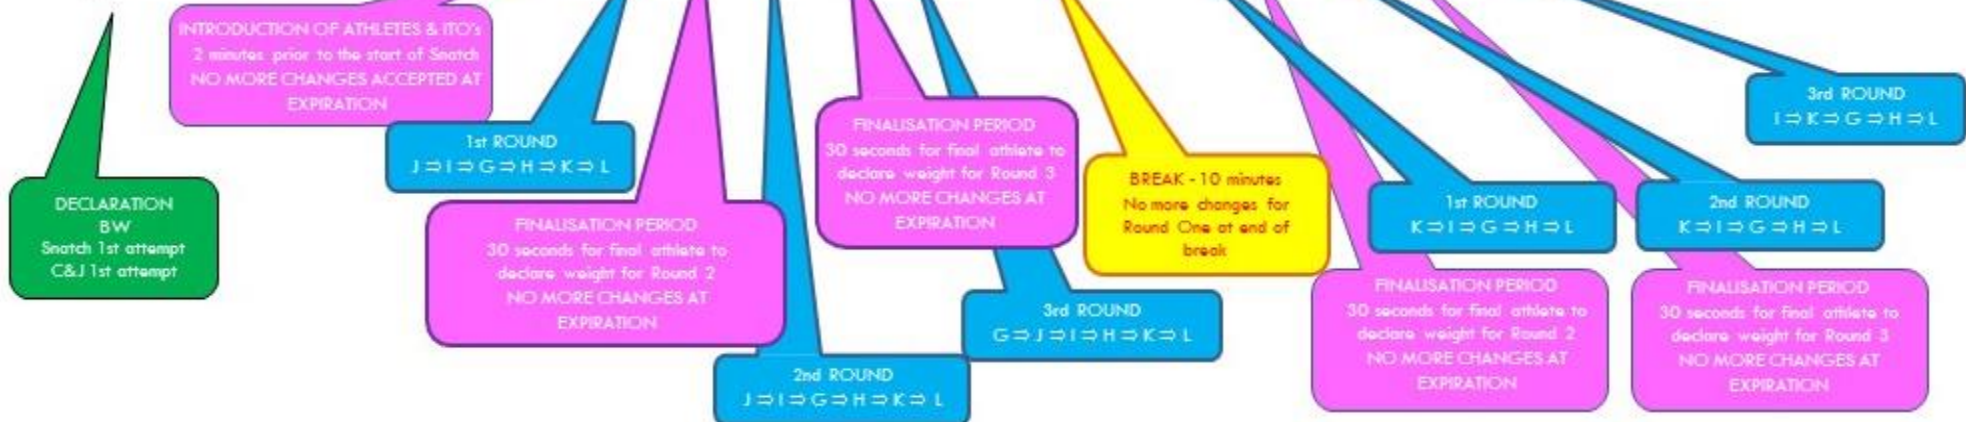 INTRODUCTION OF ATHLETES & ITO's
2 minutes prior to the start of Snatch
NO MORE CHANGES ACCEPTED AT
EXPIRATION
DECLARATION
BW
Snatch 1st attempt
C&J 1st attempt
1st ROUND
J ⇒ I ⇒ G ⇒ H ⇒ K ⇒ L
FINALISATION PERIOD
30 seconds for final athlete to
declare weight for Round 2
NO MORE CHANGES AT
EXPIRATION
2nd ROUND
J ⇒ I ⇒ G ⇒ H ⇒ K ⇒ L
FINALISATION PERIOD
30 seconds for final athlete to
declare weight for Round 3
NO MORE CHANGES AT
EXPIRATION
3rd ROUND
G ⇒ J ⇒ I ⇒ H ⇒ K ⇒ L
BREAK - 10 minutes
No more changes for
Round One at end of
break
1st ROUND
K ⇒ I ⇒ G ⇒ H ⇒ L
FINALISATION PERIOD
30 seconds for final athlete to
declare weight for Round 2
NO MORE CHANGES AT
EXPIRATION
2nd ROUND
K ⇒ I ⇒ G ⇒ H ⇒ L
FINALISATION PERIOD
30 seconds for final athlete to
declare weight for Round 3
NO MORE CHANGES AT
EXPIRATION
3rd ROUND
I ⇒ K ⇒ G ⇒ H ⇒ L